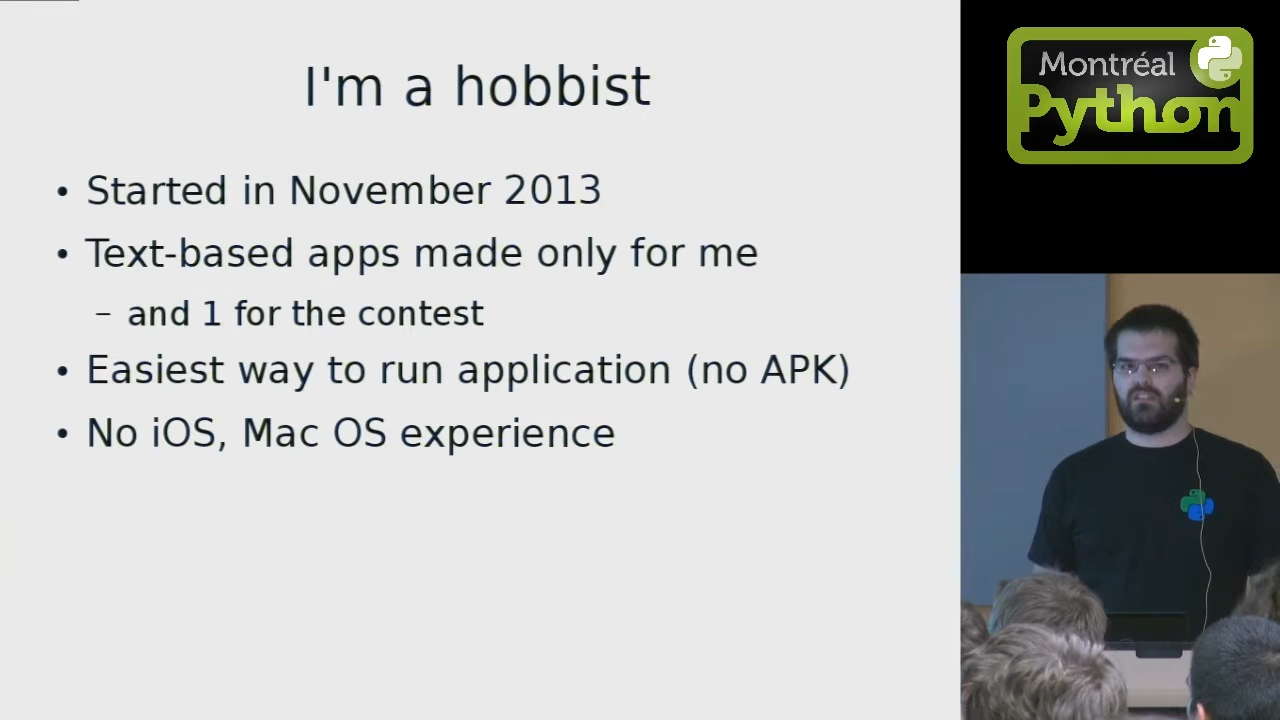 I'm a hobbist
• Started in November 2013
• Text-based apps made only for me
– and 1 for the contest
• Easiest way to run application (no APK)
• No iOS, Mac OS experience
Montréal
Python